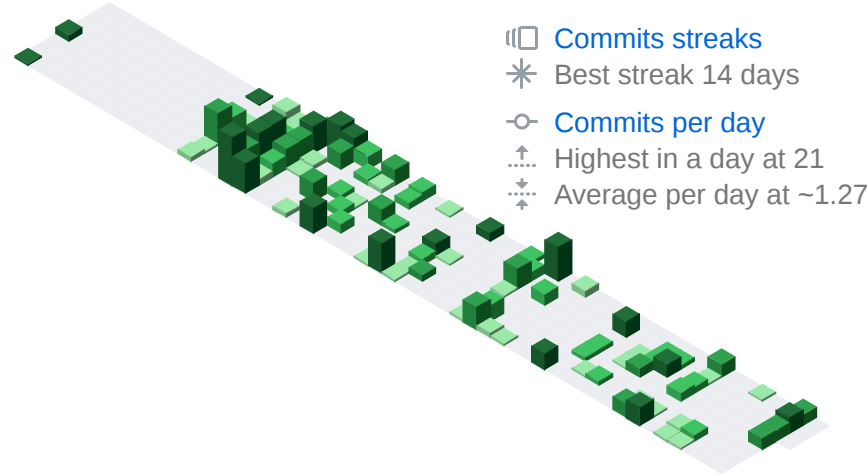 Commits streaks
Best streak 14 days
Commits per day
Highest in a day at 21
Average per day at ~1.27